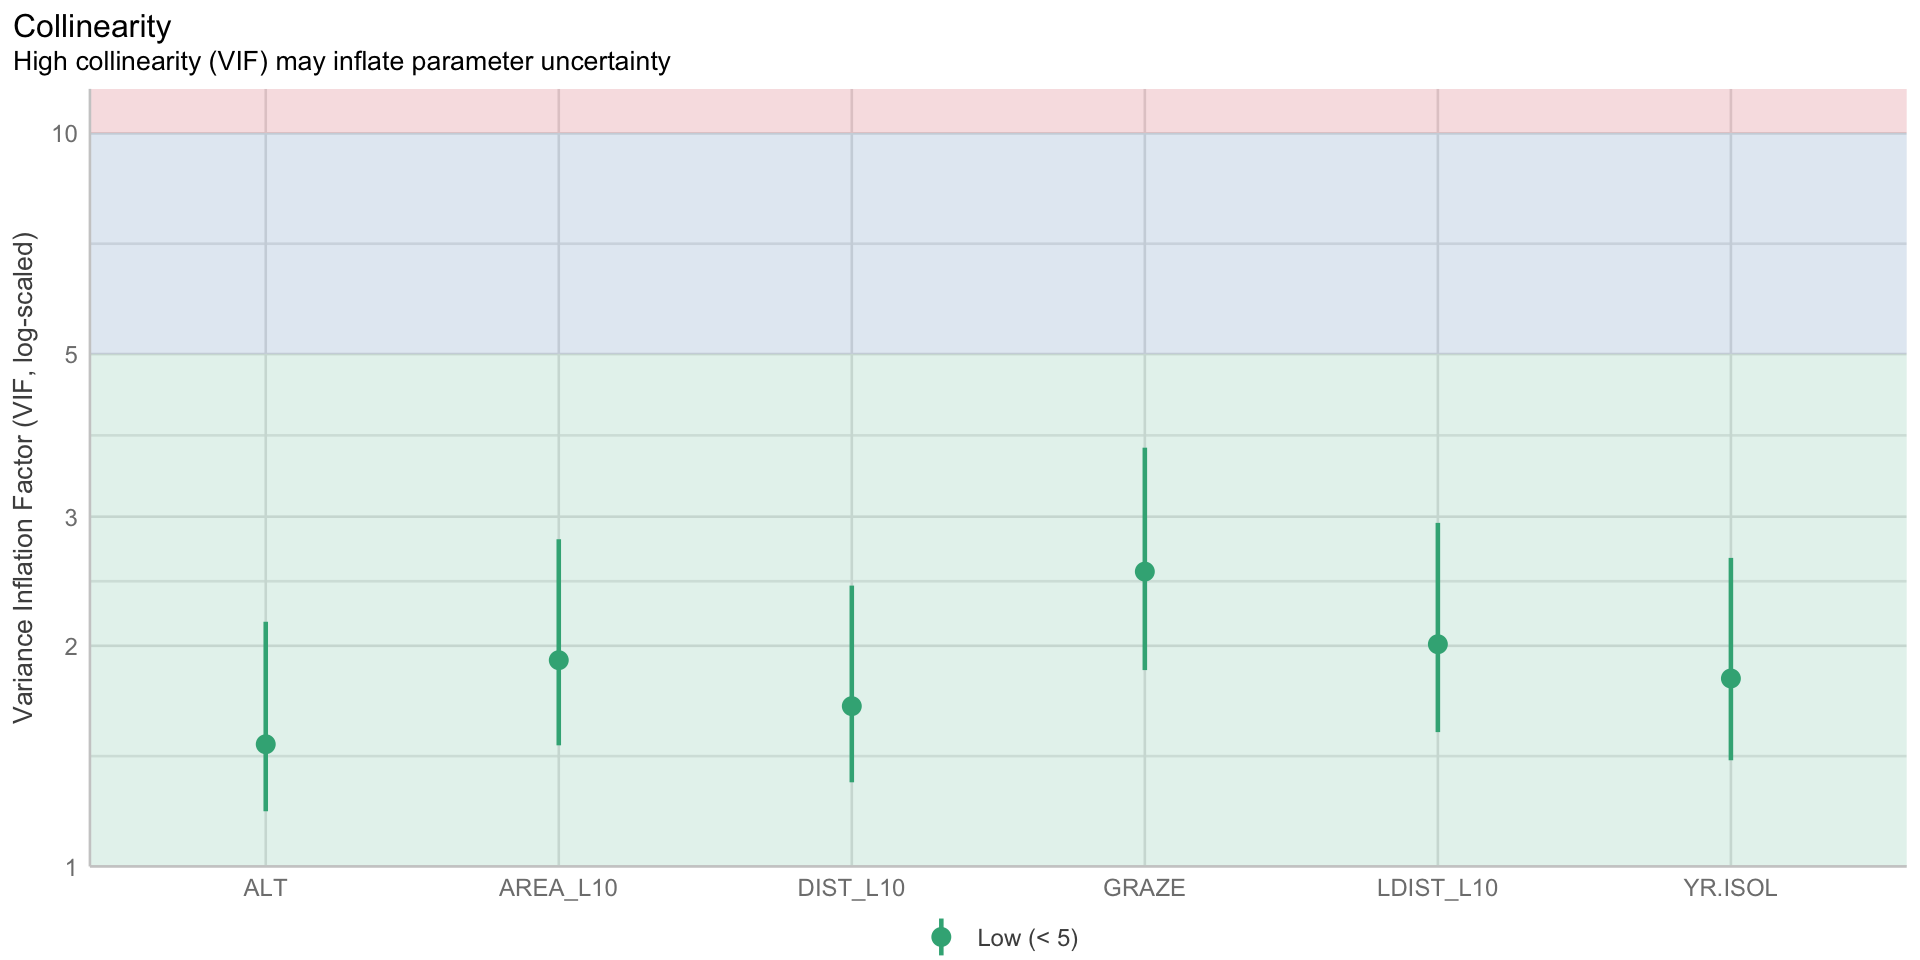 Collinearity
High collinearity (VIF) may inflate parameter uncertainty
Variance Inflation Factor (VIF, log-scaled)
10
5
3
2
1
ALT AREA_L10 DIST_L10 GRAZE LDIST_L10 YR.ISOL
Low (< 5)